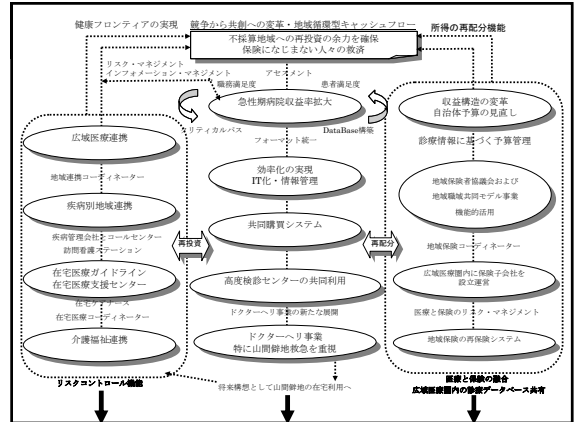 健康フロンティアの実現
競争から共創への変革・地域循環型キャッシュフロー
所得の再配分機能
不採算地域への再投資の余力を確保
保険になじまない人々の救済
リスク・マネジメント
インフォメーション・マネジメント
アセスメント
職務満足度
患者満足度
急性期病院収益率拡大
収益構造の変革
自治体予算の見直し
クリティカルパス
DataBase構築
フォーマット統一
広域医療連携
診療情報に基づく予算管理
効率化の実現
IT化・情報管理
地域連携コーディネーター
地域保険者協議会および
地域職域共同モデル事業
機能的活用
疾病別地域連携
共同購買システム
疾病管理会社とコールセンター
訪問看護ステーション
再投資
再配分
地域保険コーディネーター
在宅医療ガイドライン
在宅医療支援センター
高度検診センターの共同利用
広域医療圏内に保険子会社を
設立運営
在宅ケアナース
在宅医療コーディネーター
ドクターヘリ事業の新たな展開
医療と保険のリスク・マネジメント
介護福祉連携
ドクターヘリ事業
特に山間僻地救急を重視
地域保険の再保険システム
リスクコントロール機能
将来構想として山間僻地の在宅利用へ
医療と保険の融合
広域医療圏内の診療データベース共有